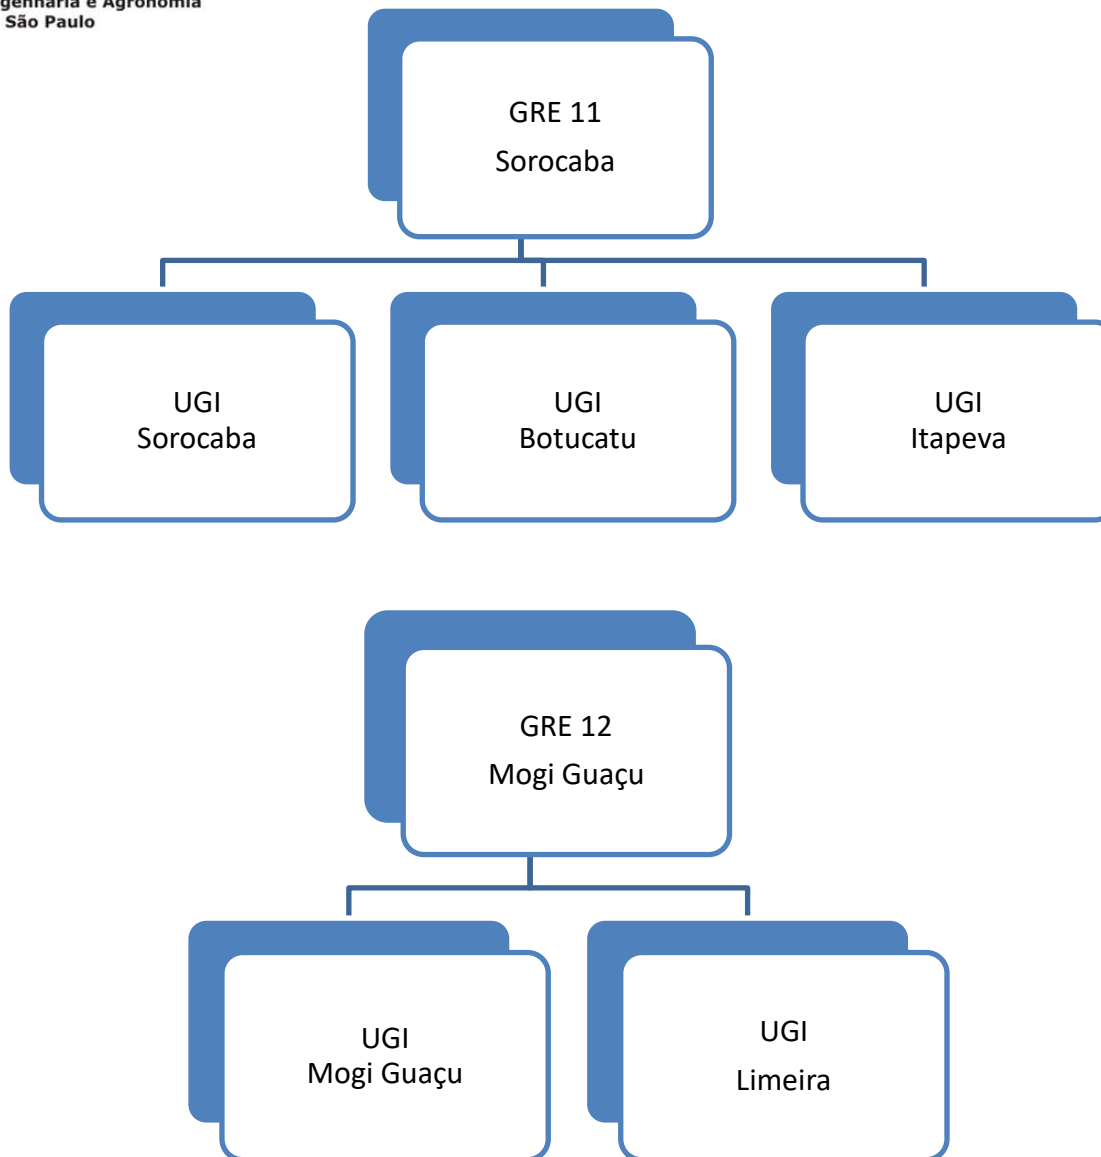 e Agronomia
São Paulo
GRE 11
Sorocaba
UGI
Sorocaba
UGI
Botucatu
UGI
Itapeva
GRE 12
Mogi Guaçu
UGI
Mogi Guaçu
UGI
Limeira